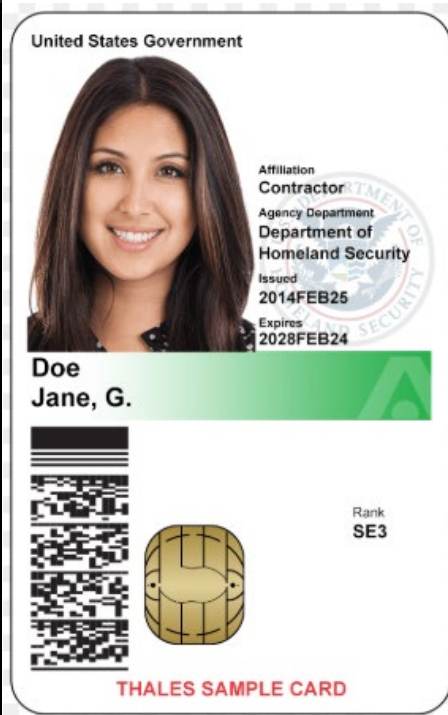 United States Government
Affiliation
Contractor
Agency Department
Department of
Homeland Security
Issued
2014FEB25
Expires
2028FEB24
Doe
Jane, G.
Rank
SE3
THALES SAMPLE CARD